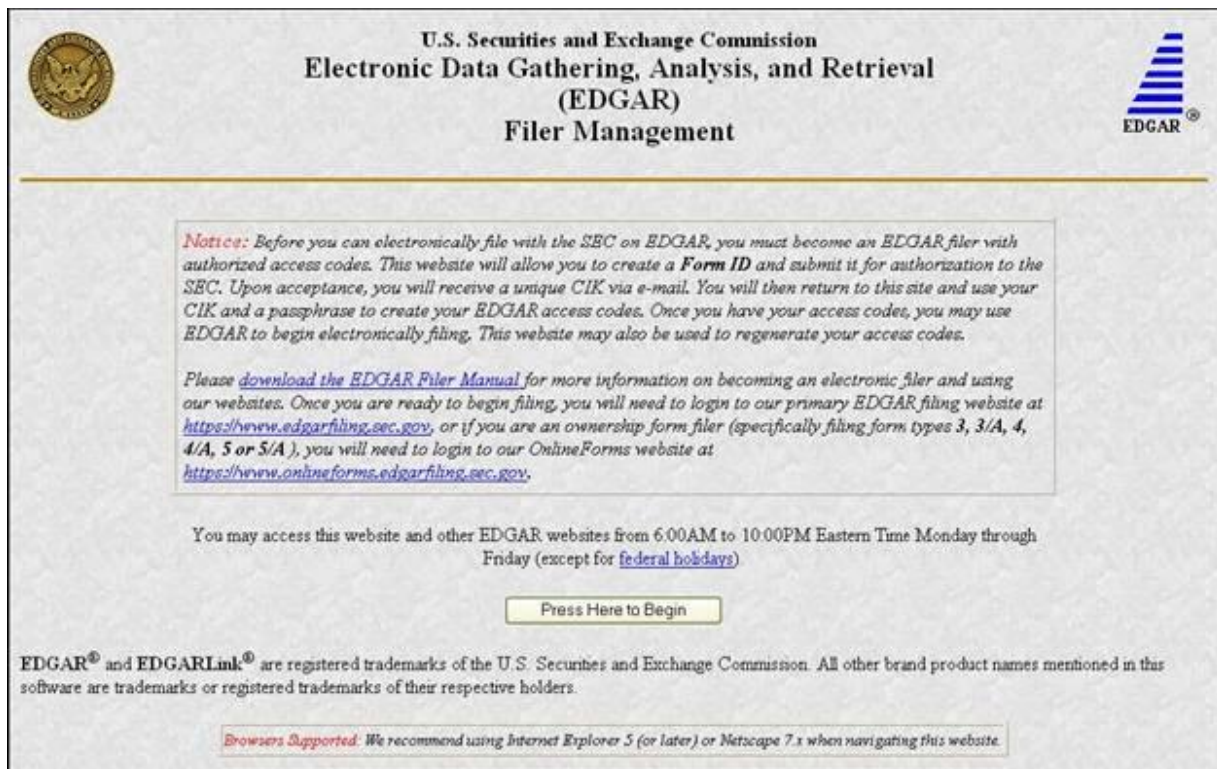 U.S. Securities and Exchange Commission
Electronic Data Gathering, Analysis, and Retrieval
(EDGAR)
Filer Management
EDGAR ®
Notice: Before you can electronically file with the SEC on EDGAR, you must become an EDGAR filer with
authorized access codes. This website will allow you to create a Form ID and submit it for authorization to the
SEC. Upon acceptance, you will receive a unique CIK via e-mail. You will then return to this site and use your
CIK and a passphrase to create your EDGAR access codes. Once you have your access codes, you may use
EDGAR to begin electronically filing. This website may also be used to regenerate your access codes.
Please download the EDGAR Filer Manual for more information on becoming an electronic filer and using
our websites. Once you are ready to begin filing, you will need to login to our primary EDGAR filing website at
https://www.edgarfiling.sec.gov, or if you are an ownership form filer (specifically filing form types 3, 3/A, 4,
4/A, 5 or 5/A ), you will need to login to our OnlineForms website at
https://www.onlineforms.edgarfiling.sec.gov.
You may access this website and other EDGAR websites from 6:00AM to 10:00PM Eastern Time Monday through
Friday (except for federal holidays)
Press Here to Begin
EDGAR® and EDGARLink® are registered trademarks of the U.S. Securities and Exchange Commission. All other brand product names mentioned in this
software are trademarks or registered trademarks of their respective holders.
Browsers Supported: We recommend using Internet Explorer 5 (or later) or Netscape 7.x when navigating this website.